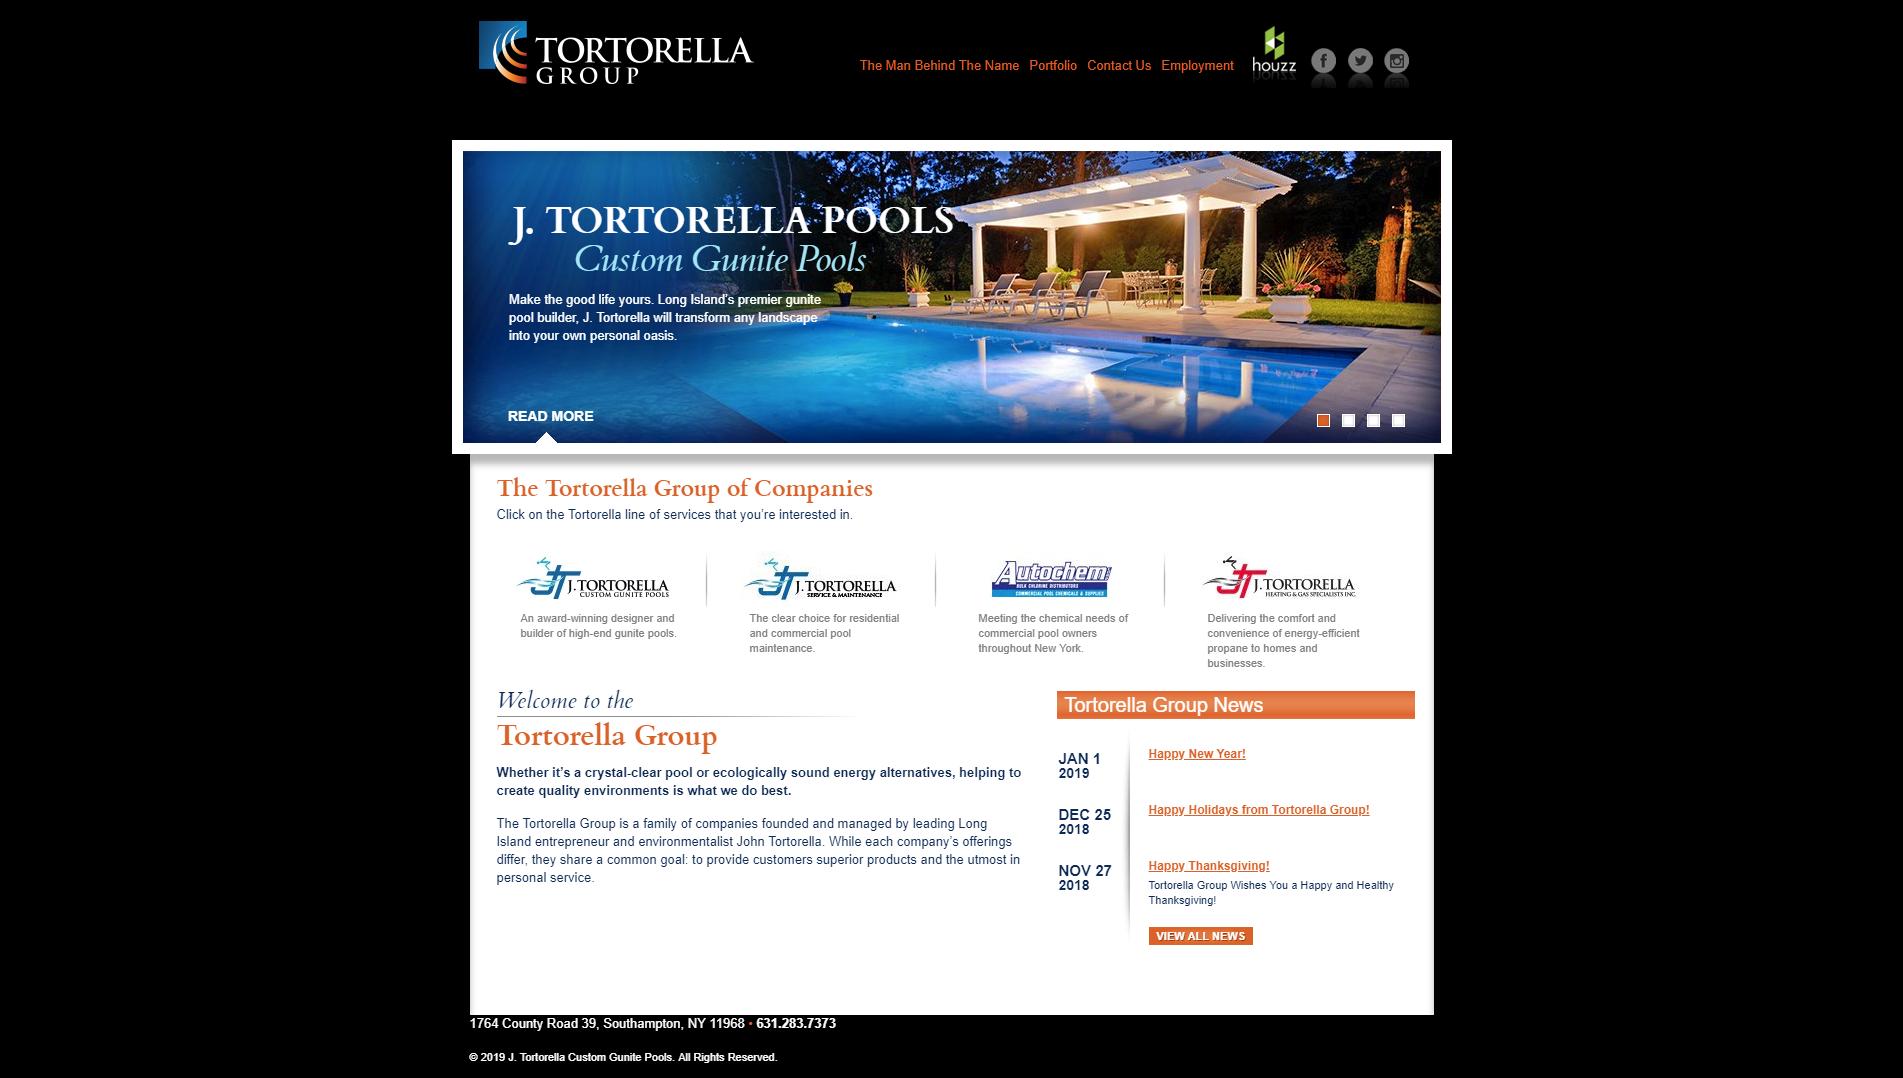 TORTORELLA
GROUP
The Man Behind The Name Portfolio Contact Us Employment
houzz
J. TORTORELLA POOLS
Custom Gunite Pools
Make the good life yours. Long Island's premier gunite
pool builder, J. Tortorella will transform any landscape
into your own personal oasis.
READ MORE
The Tortorella Group of Companies
Click on the Tortorella line of services that you're interested in.
JT J. TORTORELLA
CUSTOM GUNITE POOLS
An award-winning designer and
builder of high-end gunite pools.
JT J. TORTORELLA
SERVICE & MAINTENANCE
The clear choice for residential
and commercial pool
maintenance.
Autochem
BULK CHLORINE DISTRIBUTORS
COMMERCIAL POOL CHEMICALS & SUPPLIES
Meeting the chemical needs of
commercial pool owners
throughout New York.
JT J. TORTORELLA
HEATING & GAS SPECIALISTS INC.
Delivering the comfort and
convenience of energy-efficient
propane to homes and
businesses.
Welcome to the
Tortorella Group
Whether it's a crystal-clear pool or ecologically sound energy alternatives, helping to
create quality environments is what we do best.
The Tortorella Group is a family of companies founded and managed by leading Long
Island entrepreneur and environmentalist John Tortorella. While each company's offerings
differ, they share a common goal: to provide customers superior products and the utmost in
personal service.
Tortorella Group News
JAN 1
2019
Happy New Year!
DEC 25
2018
Happy Holidays from Tortorella Group!
NOV 27
2018
Happy Thanksgiving!
Tortorella Group Wishes You a Happy and Healthy
Thanksgiving!
VIEW ALL NEWS
1764 County Road 39, Southampton, NY 11968 • 631.283.7373
© 2019 J. Tortorella Custom Gunite Pools. All Rights Reserved.